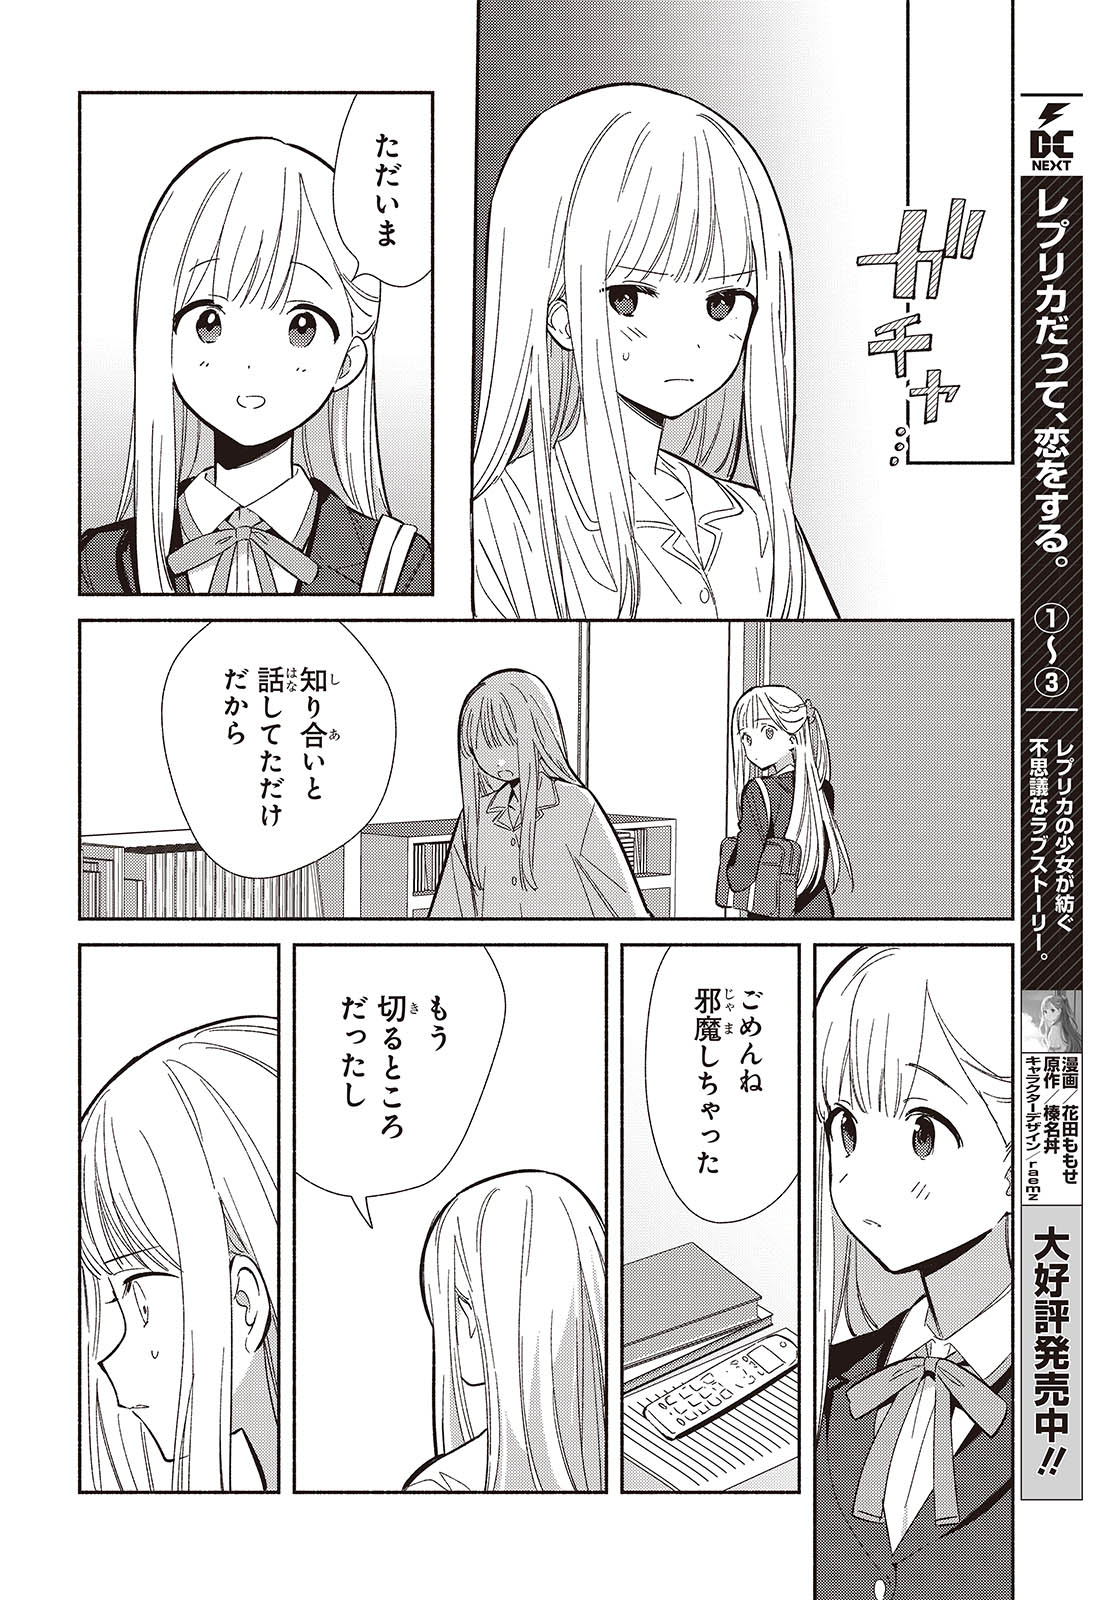 DC
NEXT
レプリカだって、恋をする。 ①〜③
レプリカの少女が紡ぐ
不思議なラブストーリー。
漫画／花田ももせ
原作／榛名丼
キャラクターデザイン／raemz
大好評発売中!!
ガチャ…
ただいま
知り合いと
話してただけ
だから
ごめんね
邪魔しちゃった
もう
切るところ
だったし